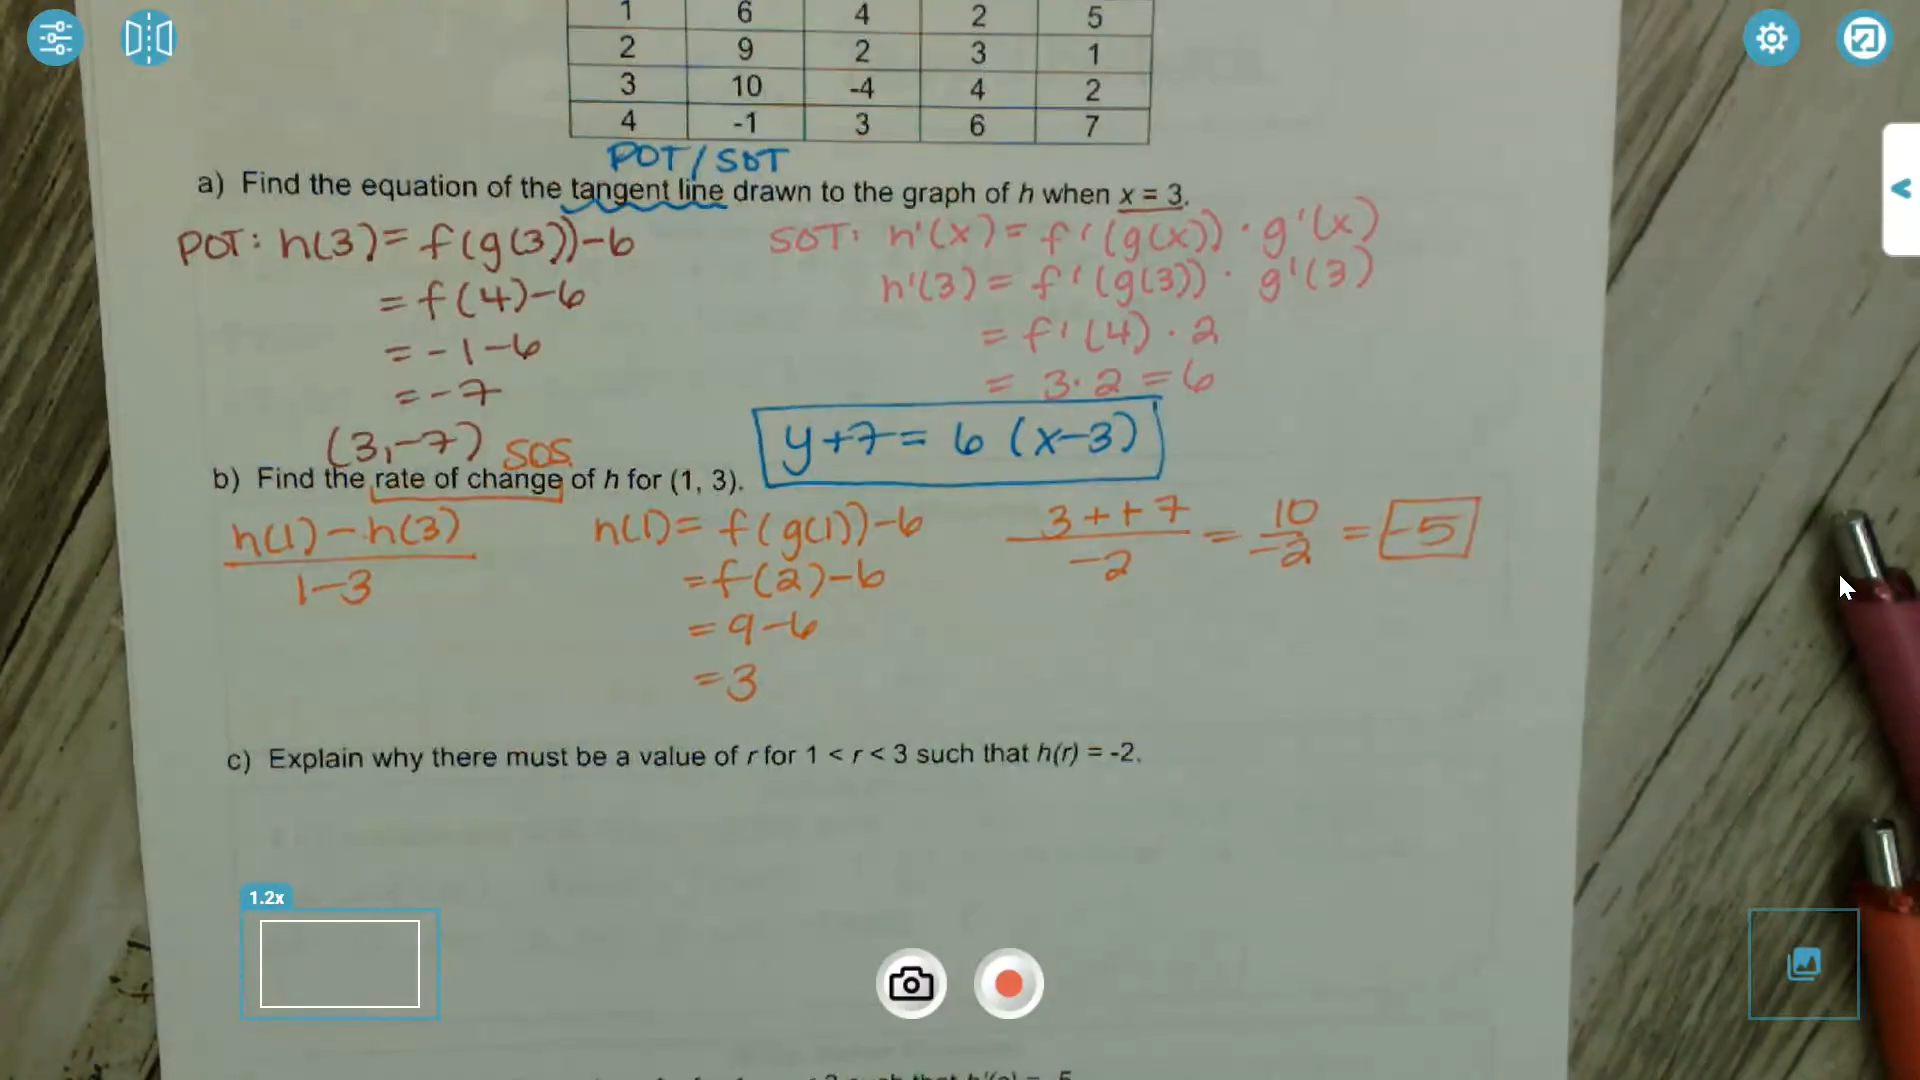 1 6 4 2 5
2 9 2 3 1
3 10 -4 4 2
4 -1 3 6 7
POT/SOT
a) Find the equation of the tangent line drawn to the graph of h when x = 3.
POT: h(3) = f(g(3))-6
= f(4)-6
= -1-6
= -7
(3,-7)
SOT: h'(x) = f'(g(x)) · g'(x)
h'(3) = f'(g(3)) · g'(3)
= f'(4) · 2
= 3·2 = 6
y+7 = 6 (x-3)
SOS
b) Find the rate of change of h for (1, 3).
h(1)-h(3)
1-3
h(1) = f(g(1))-6
= f(2)-6
= 9-6
= 3
3++7 = 10 = -5
-2 -2
c) Explain why there must be a value of r for 1 < r < 3 such that h(r) = -2.
1.2x